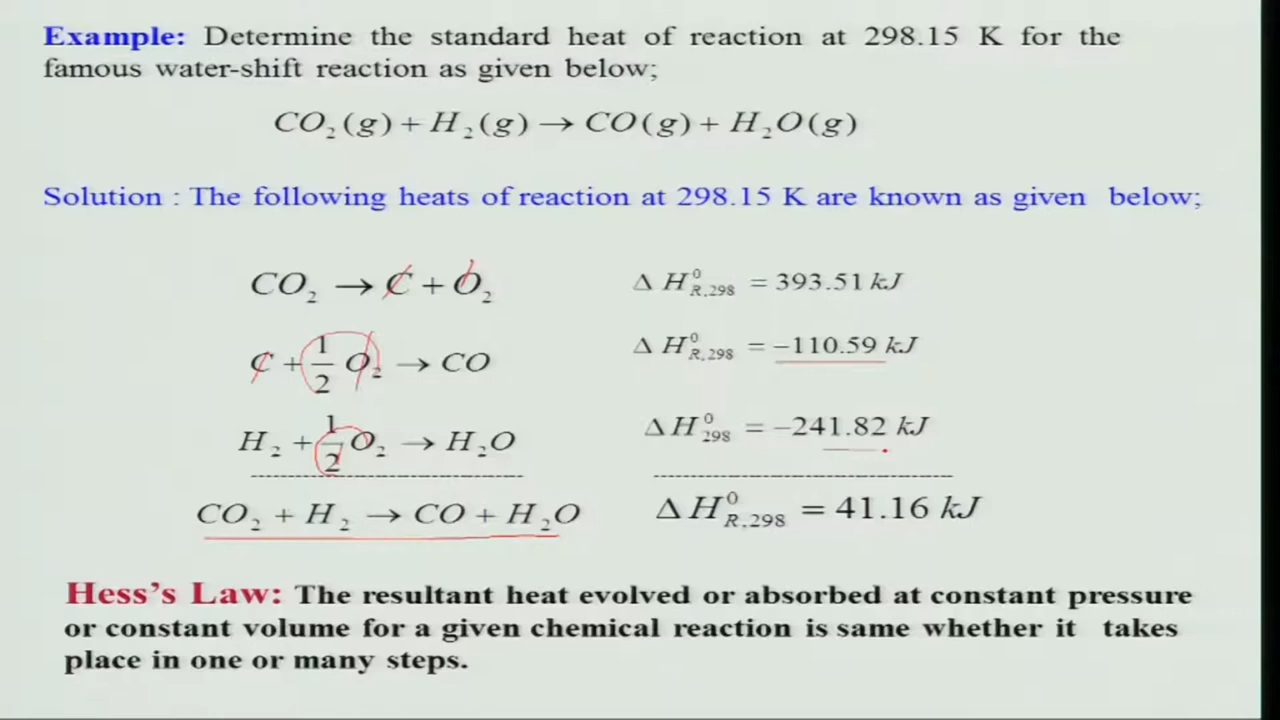 Example: Determine the standard heat of reaction at 298.15 K for the
famous water-shift reaction as given below;
CO₂(g) + H₂(g) → CO(g) + H₂O(g)
Solution : The following heats of reaction at 298.15 K are known as given below;
CO₂ → C + O₂ Δ H⁰R,298 = 393.51 kJ
C + 1/2 O₂ → CO Δ H⁰R,298 = −110.59 kJ
H₂ + 1/2 O₂ → H₂O ΔH⁰298 = −241.82 kJ
CO₂ + H₂ → CO + H₂O Δ H⁰R,298 = 41.16 kJ
Hess's Law: The resultant heat evolved or absorbed at constant pressure
or constant volume for a given chemical reaction is same whether it takes
place in one or many steps.